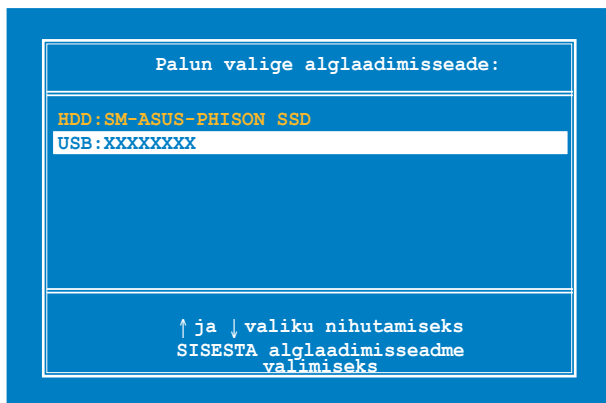 Palun valige alglaadimisseade:
HDD:SM-ASUS-PHISON SSD
USB:XXXXXXXX
↑ ja ↓ valiku nihutamiseks
SISESTA alglaadimisseadme
valimiseks